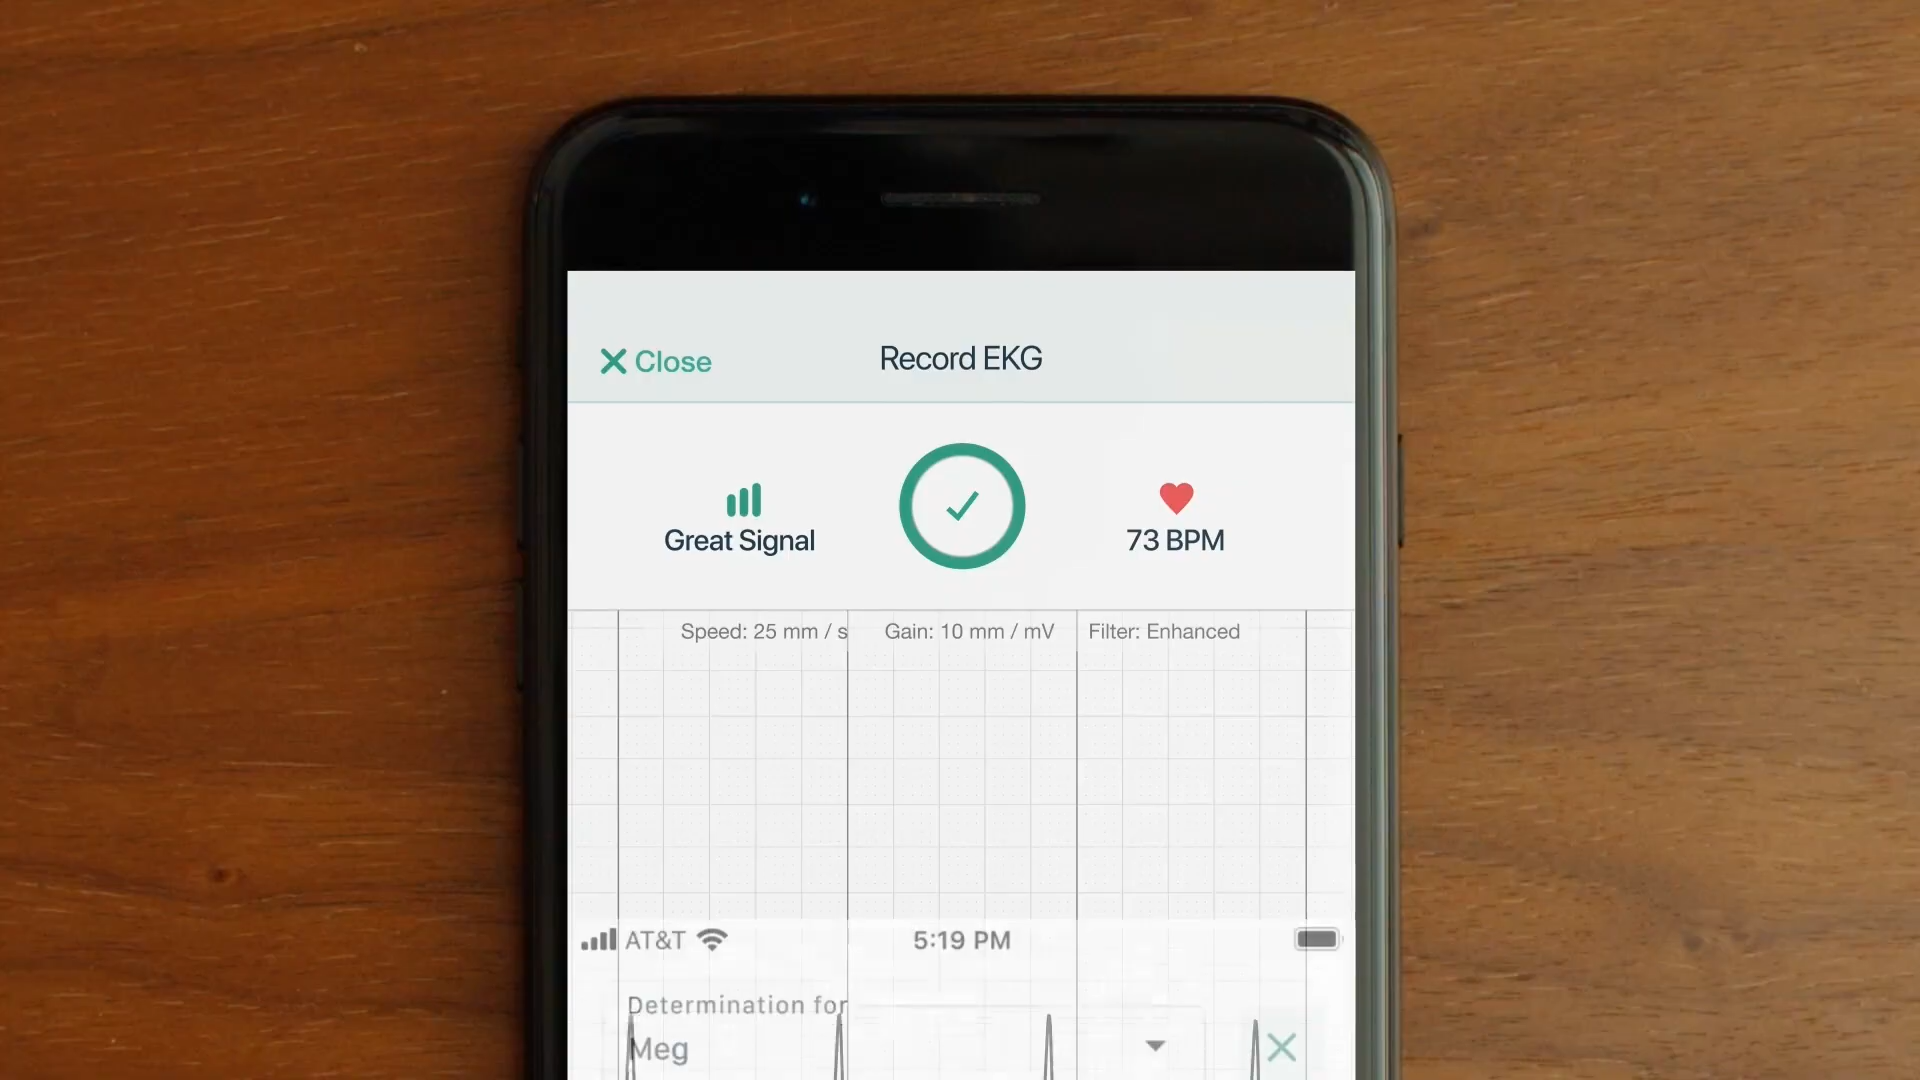 Close
Record EKG
Great Signal
73 BPM
Speed: 25 mm / s
Gain: 10 mm / mV
Filter: Enhanced
AT&T
5:19 PM
Determination for
Meg